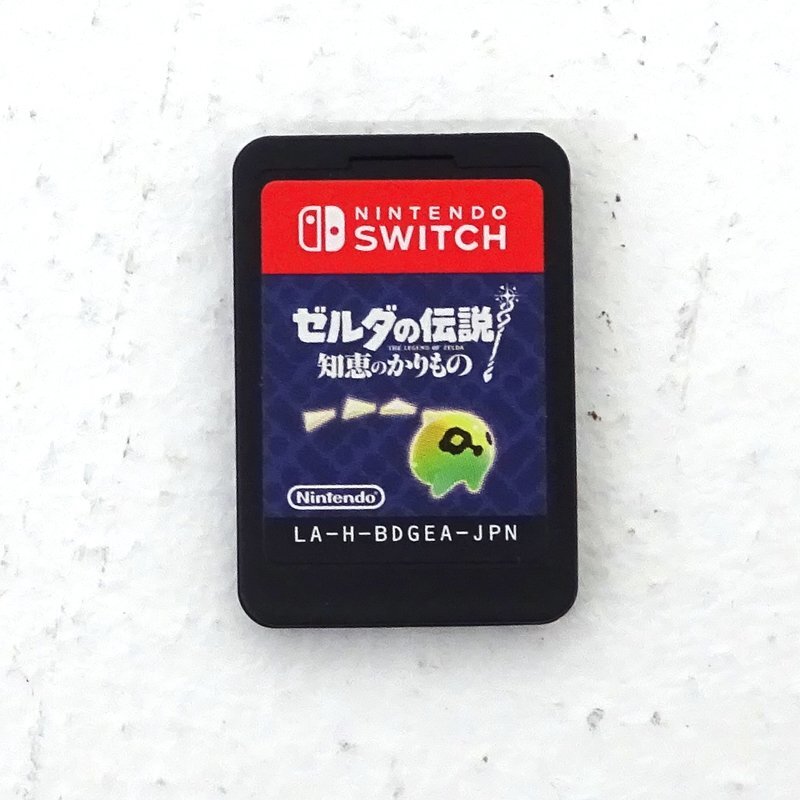 NINTENDO
SWITCH
ゼルダの伝説
THE LEGEND OF ZELDA
知恵のかりもの
Nintendo
LA-H-BDGEA-JPN